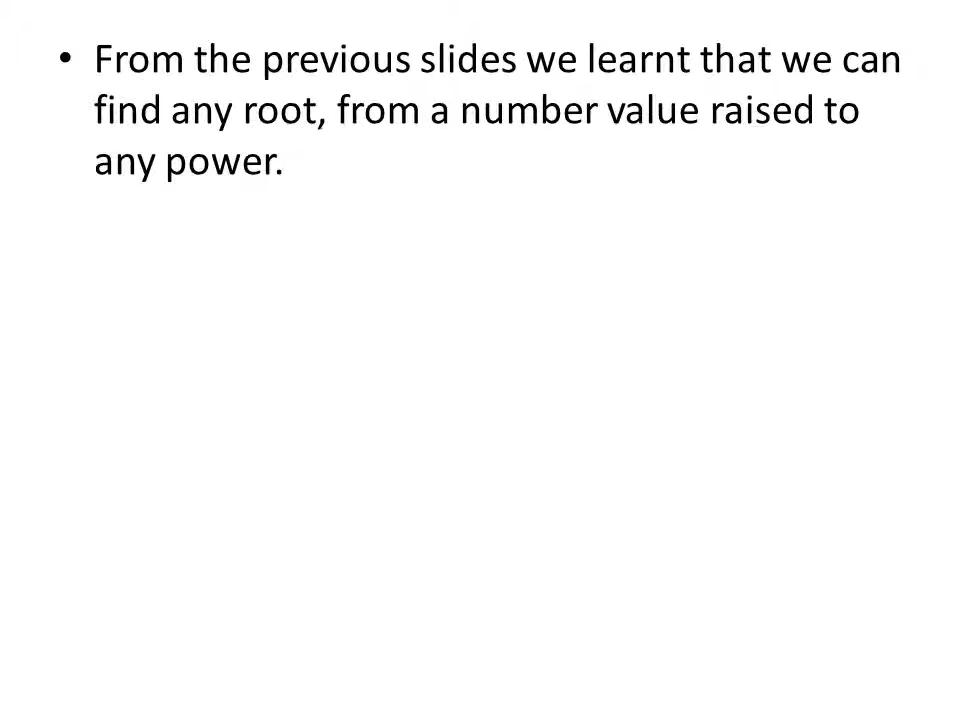 • From the previous slides we learnt that we can
find any root, from a number value raised to
any power.